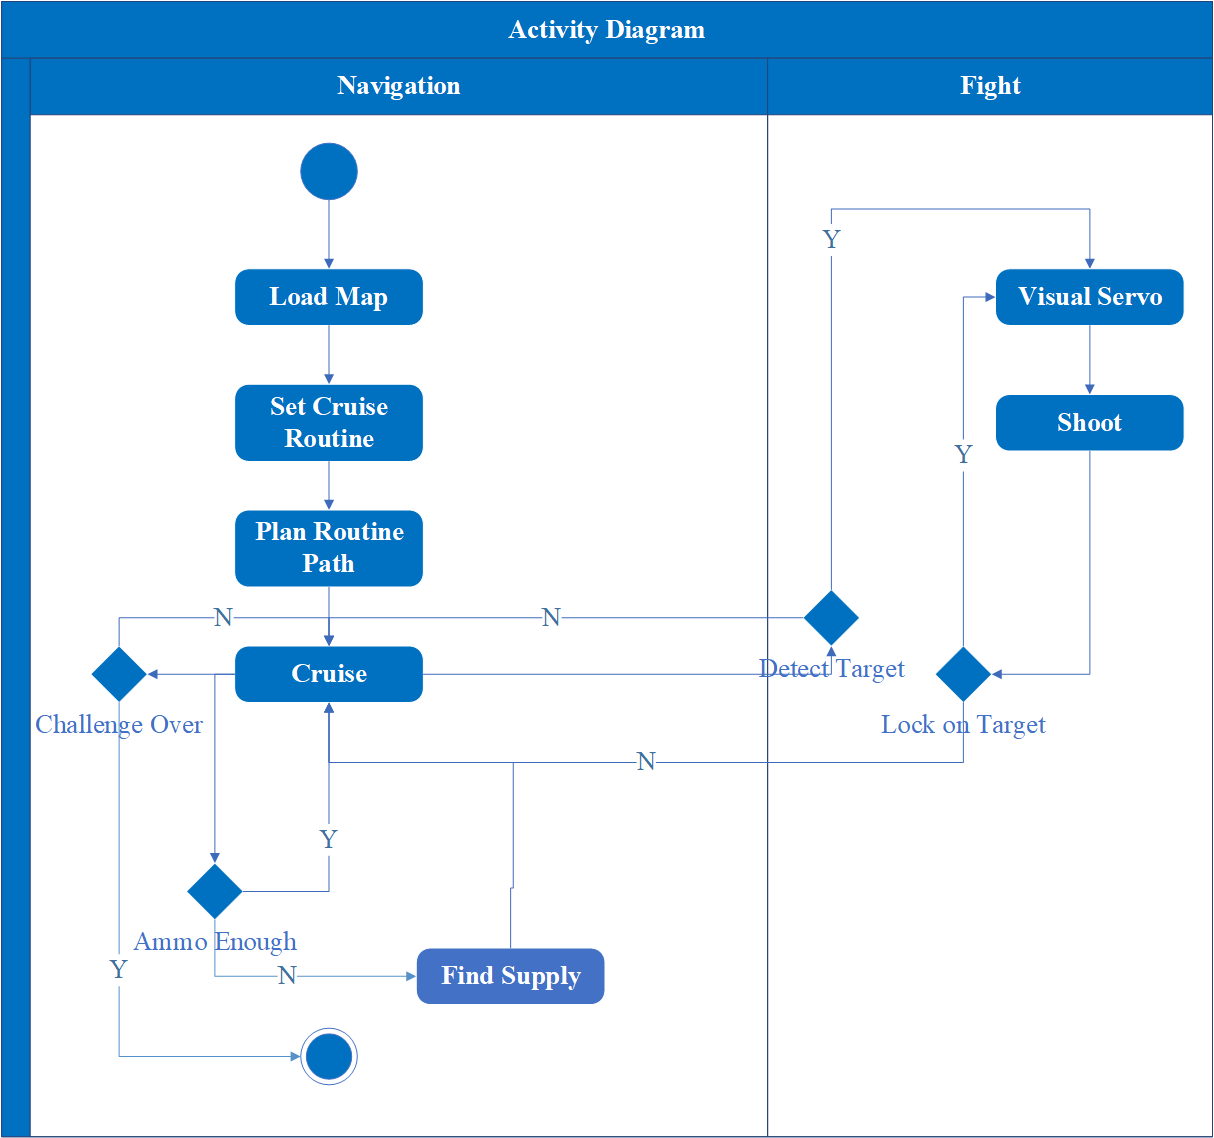 Activity Diagram
Navigation
Fight
Y
Load Map
Visual Servo
Set Cruise
Routine
Shoot
Y
Plan Routine
Path
N
N
Cruise
Detect Target
Challenge Over
Lock on Target
N
Y
Ammo Enough
Y
N
Find Supply